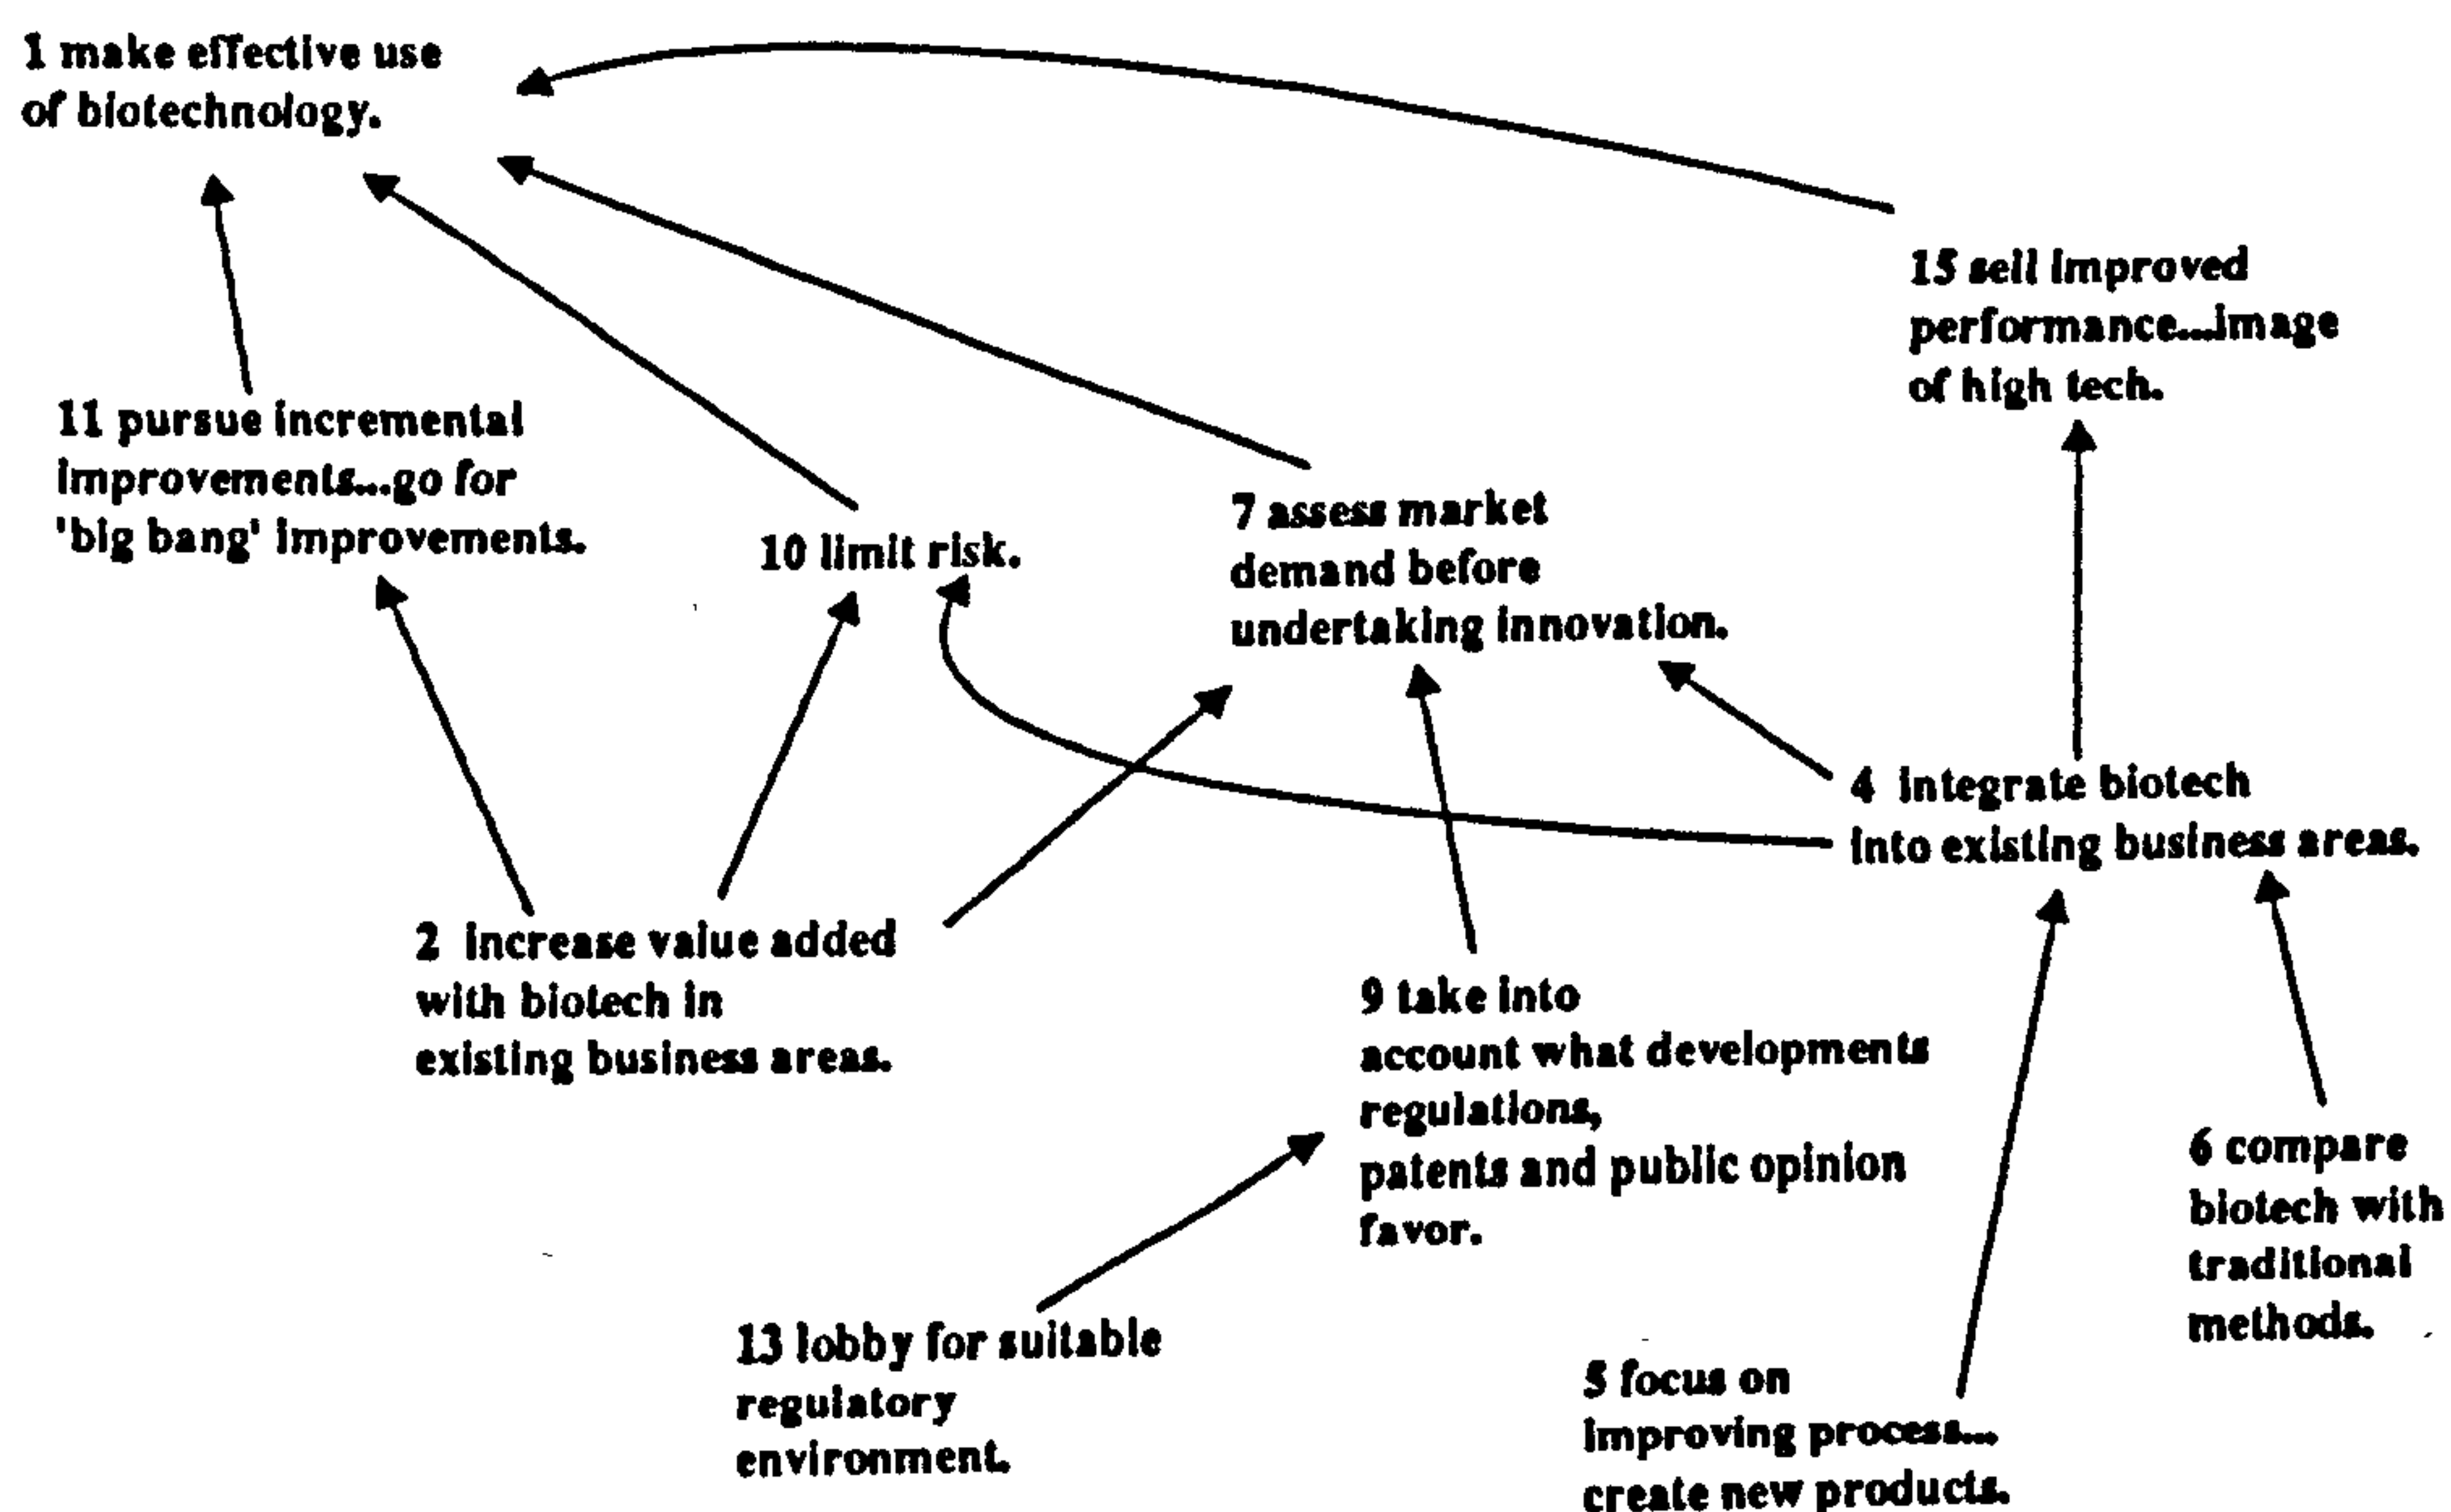 1 make effective use
of biotechnology.
15 sell improved
performance...image
of high tech.
11 pursue incremental
improvements...go for
'big bang' improvements.
10 limit risk.
7 assess market
demand before
undertaking innovation.
4 integrate biotech
into existing business areas.
2 increase value added
with biotech in
existing business areas.
9 take into
account what developments
regulations,
patents and public opinion
favor.
6 compare
biotech with
traditional
methods.
13 lobby for suitable
regulatory
environment.
5 focus on
improving process...
create new products.